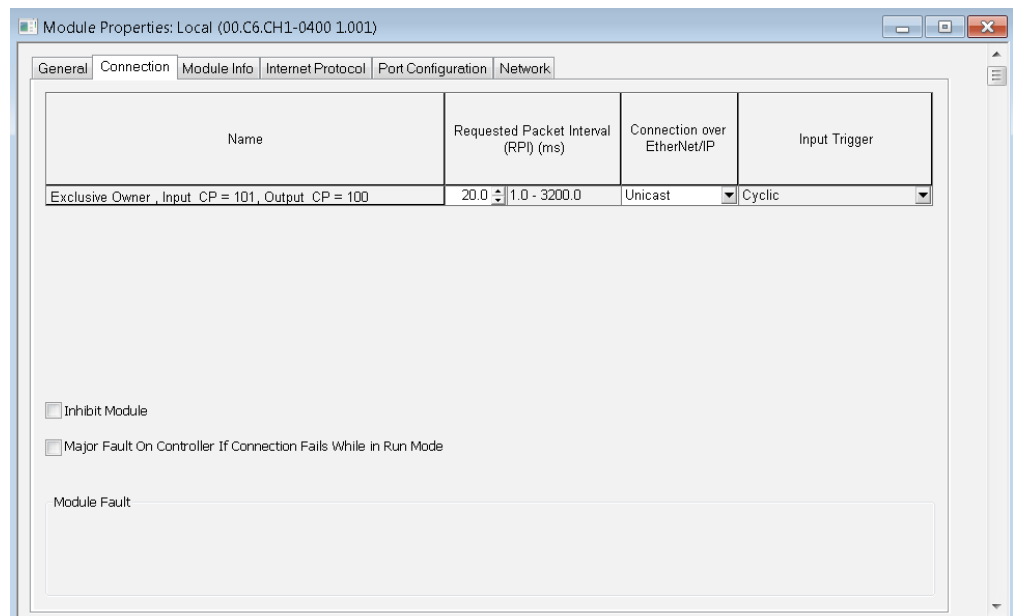 Module Properties: Local (00.C6.CH1-0400 1.001)
General Connection Module Info Internet Protocol Port Configuration Network
Name
Requested Packet Interval
(RPI) (ms)
Connection over
EtherNet/IP
Input Trigger
Exclusive Owner , Input CP = 101, Output CP = 100 20.0 1.0 - 3200.0 Unicast Cyclic
Inhibit Module
Major Fault On Controller If Connection Fails While in Run Mode
Module Fault